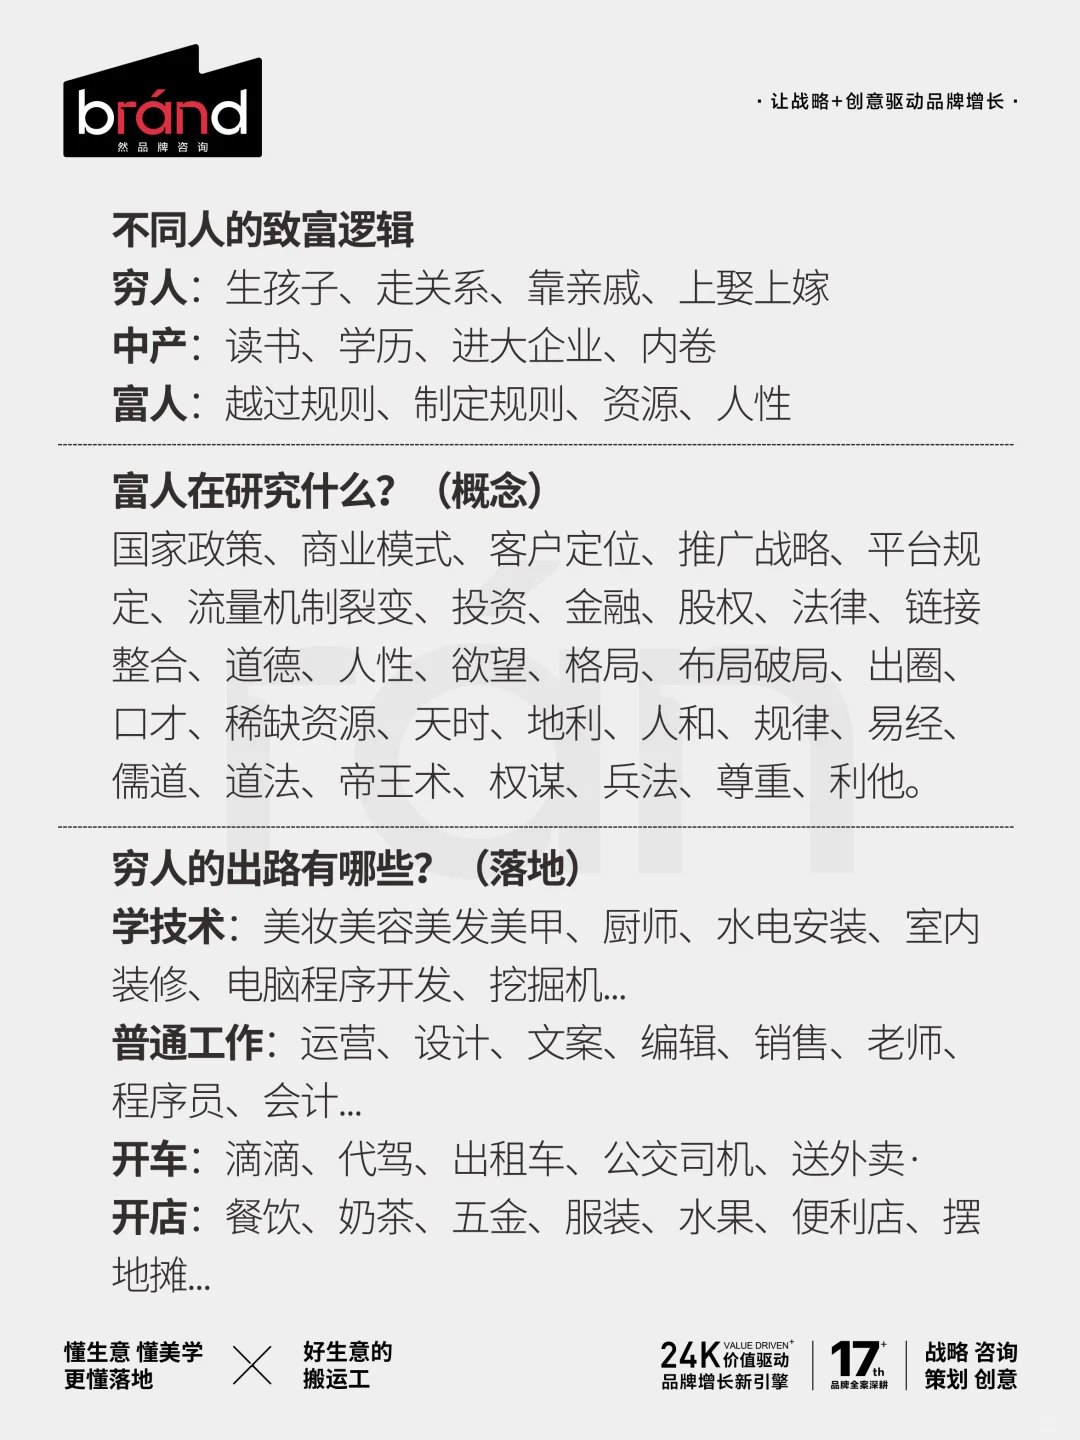 bránd
然品牌咨询
·让战略+创意驱动品牌增长·
不同人的致富逻辑
穷人：生孩子、走关系、靠亲戚、上娶上嫁
中产：读书、学历、进大企业、内卷
富人：越过规则、制定规则、资源、人性
富人在研究什么？（概念）
国家政策、商业模式、客户定位、推广战略、平台规
定、流量机制裂变、投资、金融、股权、法律、链接
整合、道德、人性、欲望、格局、布局破局、出圈、
口才、稀缺资源、天时、地利、人和、规律、易经、
儒道、道法、帝王术、权谋、兵法、尊重、利他。
rán
穷人的出路有哪些？（落地）
学技术：美妆美容美发美甲、厨师、水电安装、室内
装修、电脑程序开发、挖掘机...
普通工作：运营、设计、文案、编辑、销售、老师、
程序员、会计...
开车：滴滴、代驾、出租车、公交司机、送外卖·
开店：餐饮、奶茶、五金、服装、水果、便利店、摆
地摊...
懂生意 懂美学
更懂落地
好生意的
搬运工
24K VALUE DRIVEN+
价值驱动
品牌增长新引擎
17+th
品牌全案深耕
战略 咨询
策划 创意